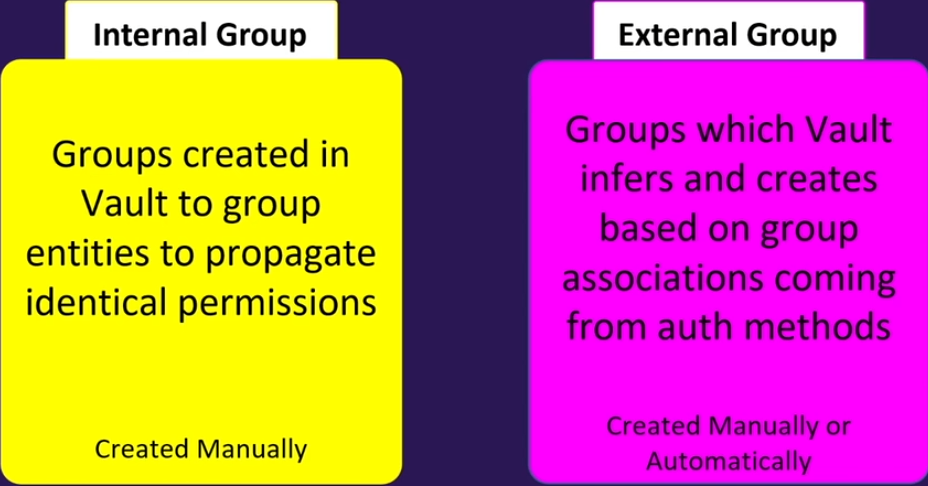 Internal Group
Groups created in
Vault to group
entities to propagate
identical permissions
Created Manually
External Group
Groups which Vault
infers and creates
based on group
associations coming
from auth methods
Created Manually or
Automatically